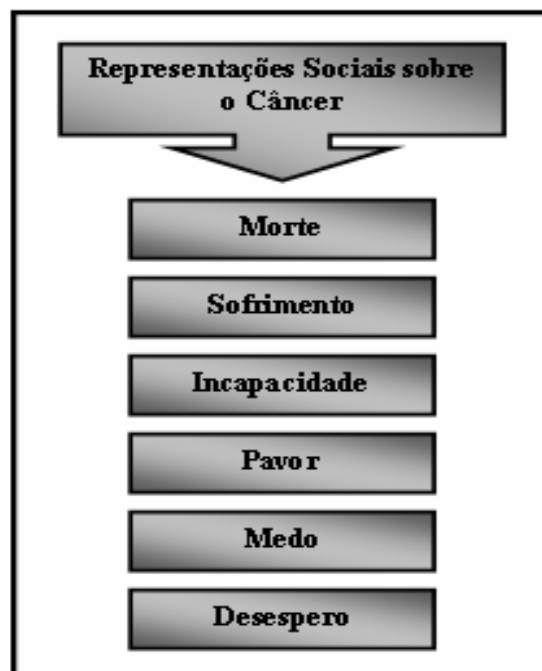 Representações Sociais sobre
o Câncer
Morte
Sofrimento
Incapacidade
Pavor
Medo
Desespero